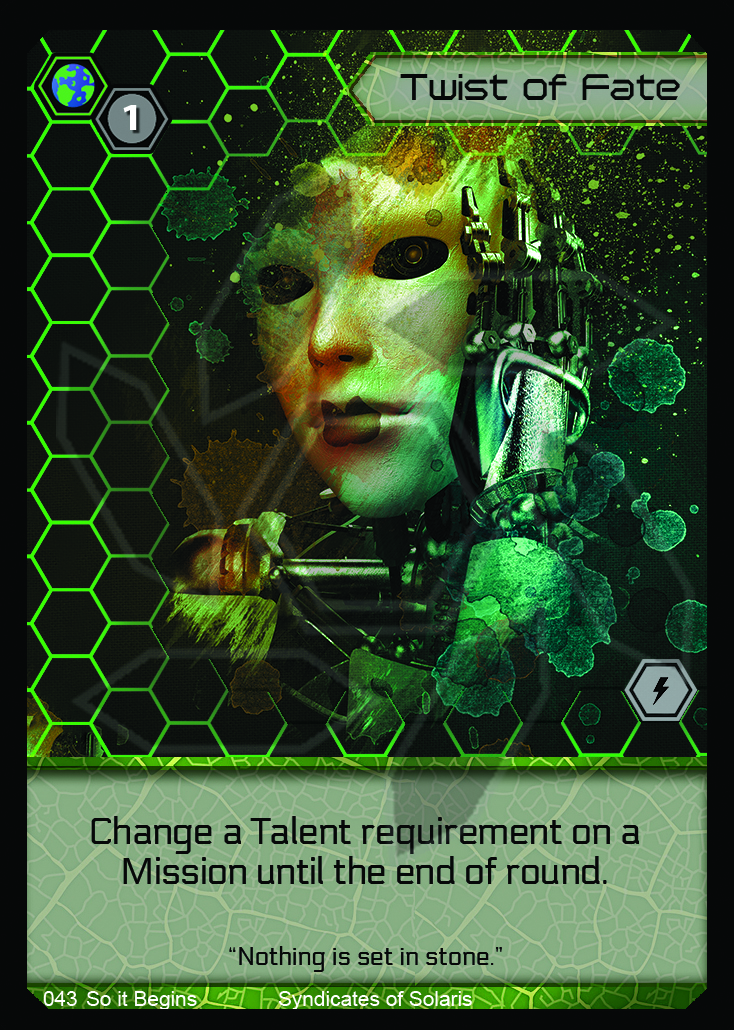 Twist of Fate
1
Change a Talent requirement on a
Mission until the end of round.
“Nothing is set in stone.”
043 So it Begins Syndicates of Solaris